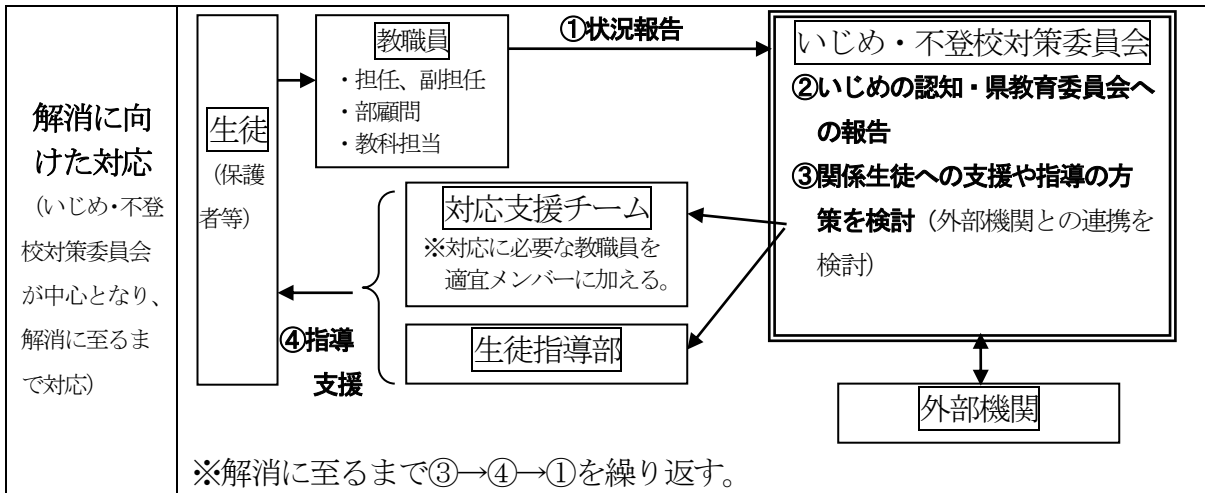 解消に向
けた対応
(いじめ・不登
校対策委員会
が中心となり、
解消に至るま
で対応)
生徒
(保護
者等)
教職員
・担任、副担任
・部顧問
・教科担当
①状況報告
いじめ・不登校対策委員会
②いじめの認知・県教育委員会へ
の報告
③関係生徒への支援や指導の方
策を検討(外部機関との連携を
検討)
対応支援チーム
※対応に必要な教職員を
適宜メンバーに加える。
④指導
支援
生徒指導部
外部機関
※解消に至るまで③→④→①を繰り返す。